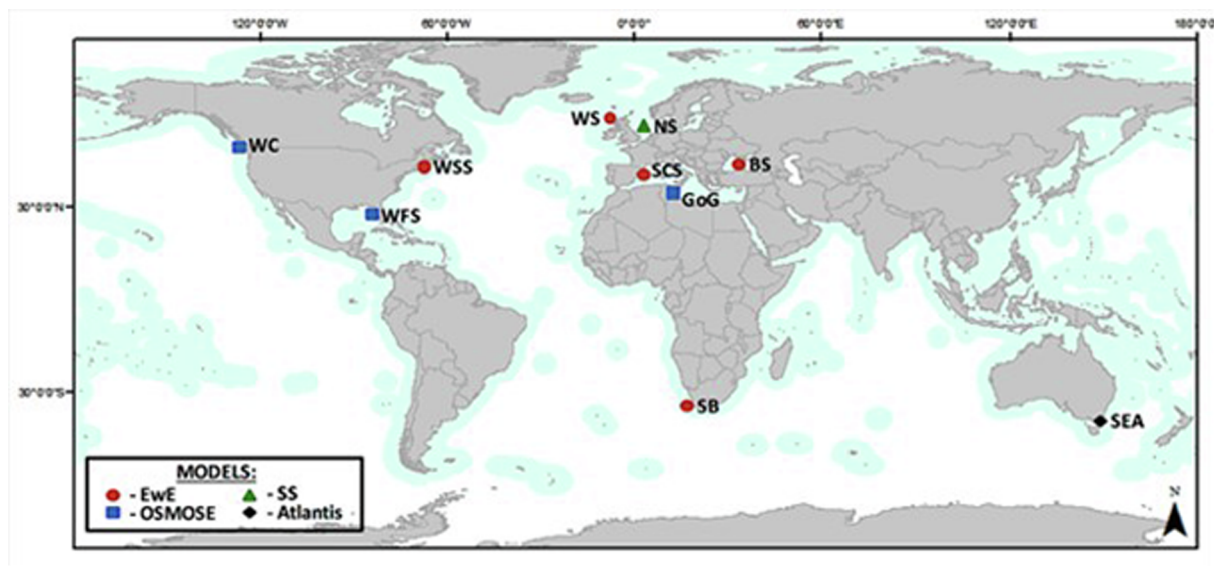 120°0'0"W 60°0'0"W 0°0'0" 60°0'0"E 120°0'0"E 180°0'0
WS NS
WC
WSS SCS BS
GoG
30°0'0"N WFS
30°0'0"S
SB
SEA
MODELS:
- EwE - SS
- OSMOSE - Atlantis
N